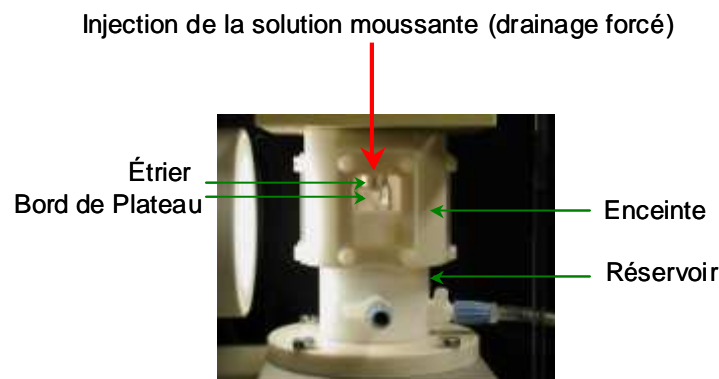 Injection de la solution moussante (drainage forcé)
Étrier
Bord de Plateau
Enceinte
Réservoir